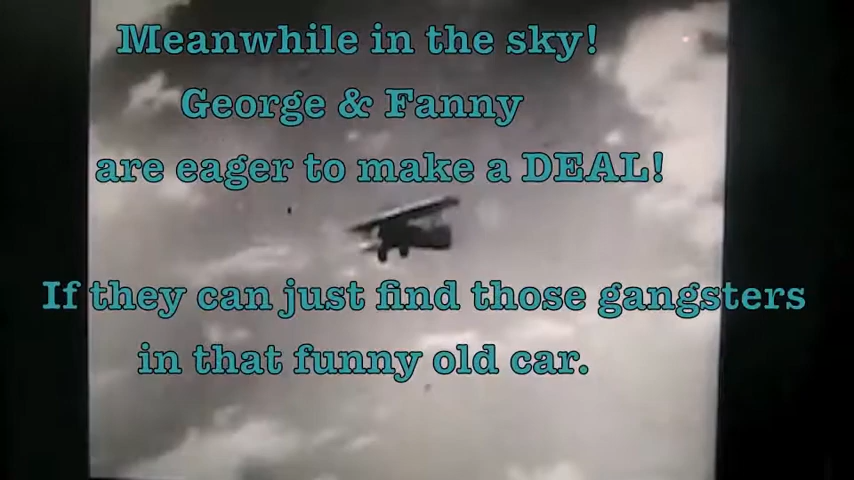 Meanwhile in the sky!
George & Fanny
are eager to make a DEAL!
If they can just find those gangsters
in that funny old car.